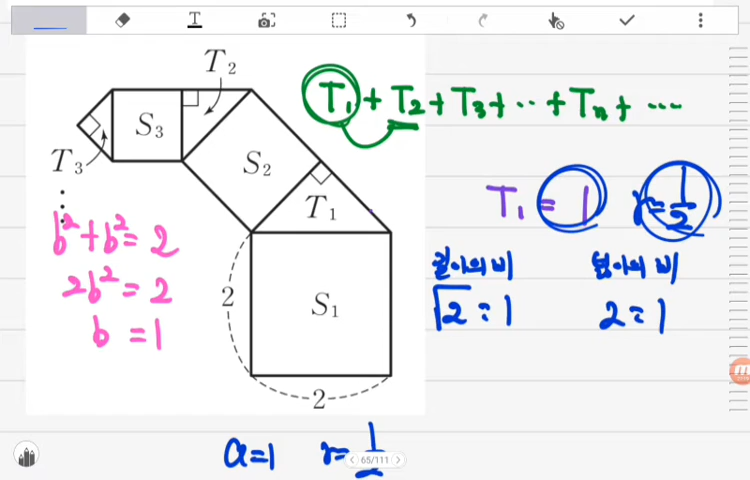 T
T₂
T₁ + T₂ + T₃ + ‥ + Tₙ + …
S₃
S₂
T₃
⋮
T₁ = 1  r = 1/2
T₁
b² + b² = 2
2b² = 2
b = 1
길이의 비  넓이의 비
√2 : 1  2 : 1
2
S₁
2
a = 1  r = 1/2
65/111